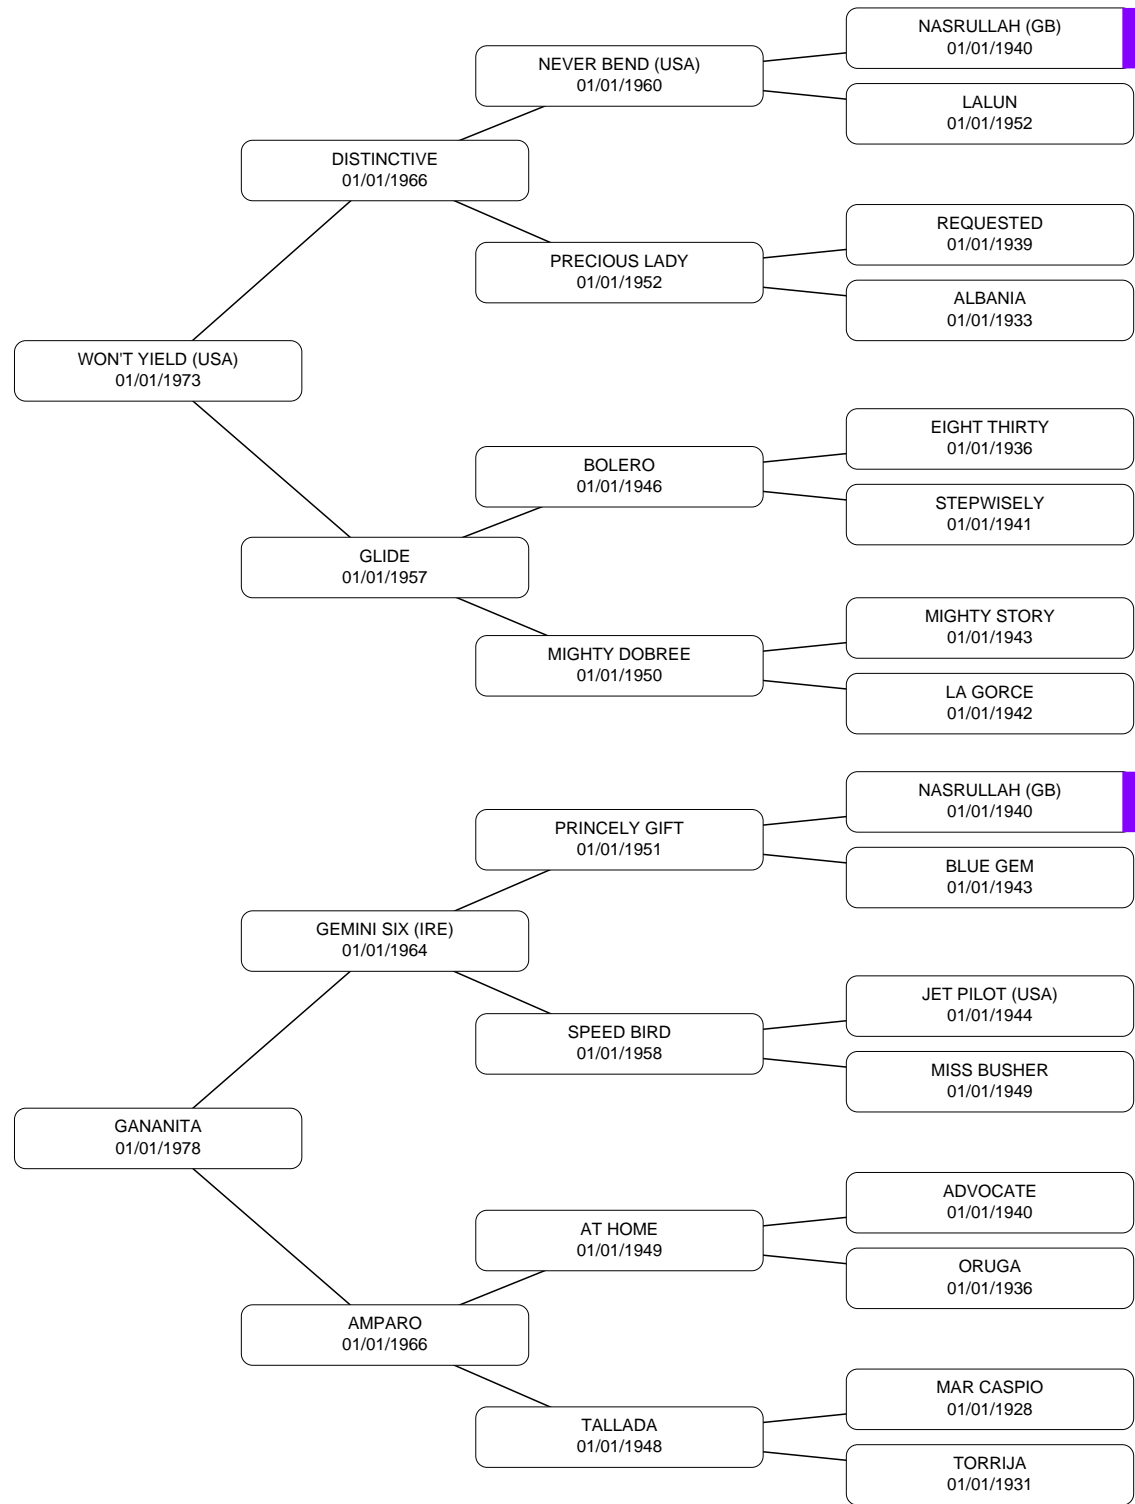 NASRULLAH (GB)
01/01/1940
NEVER BEND (USA)
01/01/1960
LALUN
01/01/1952
DISTINCTIVE
01/01/1966
REQUESTED
01/01/1939
PRECIOUS LADY
01/01/1952
ALBANIA
01/01/1933
WON'T YIELD (USA)
01/01/1973
EIGHT THIRTY
01/01/1936
BOLERO
01/01/1946
STEPWISELY
01/01/1941
GLIDE
01/01/1957
MIGHTY STORY
01/01/1943
MIGHTY DOBREE
01/01/1950
LA GORCE
01/01/1942
NASRULLAH (GB)
01/01/1940
PRINCELY GIFT
01/01/1951
BLUE GEM
01/01/1943
GEMINI SIX (IRE)
01/01/1964
JET PILOT (USA)
01/01/1944
SPEED BIRD
01/01/1958
MISS BUSHER
01/01/1949
GANANITA
01/01/1978
ADVOCATE
01/01/1940
AT HOME
01/01/1949
ORUGA
01/01/1936
AMPARO
01/01/1966
MAR CASPIO
01/01/1928
TALLADA
01/01/1948
TORRIJA
01/01/1931